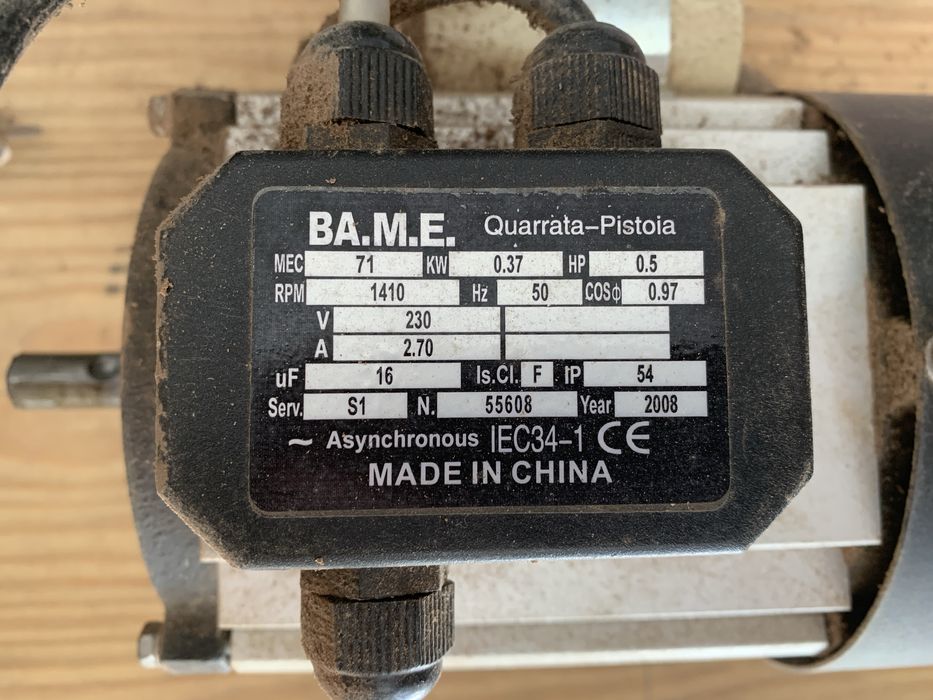 BA.M.E. Quarrata-Pistoia
MEC 71 KW 0.37 HP 0.5
RPM 1410 Hz 50 COSϕ 0.97
V 230
A 2.70
uF 16 Is.Cl. F IP 54
Serv. S1 N. 55608 Year 2008
~ Asynchronous IEC34-1 CE
MADE IN CHINA